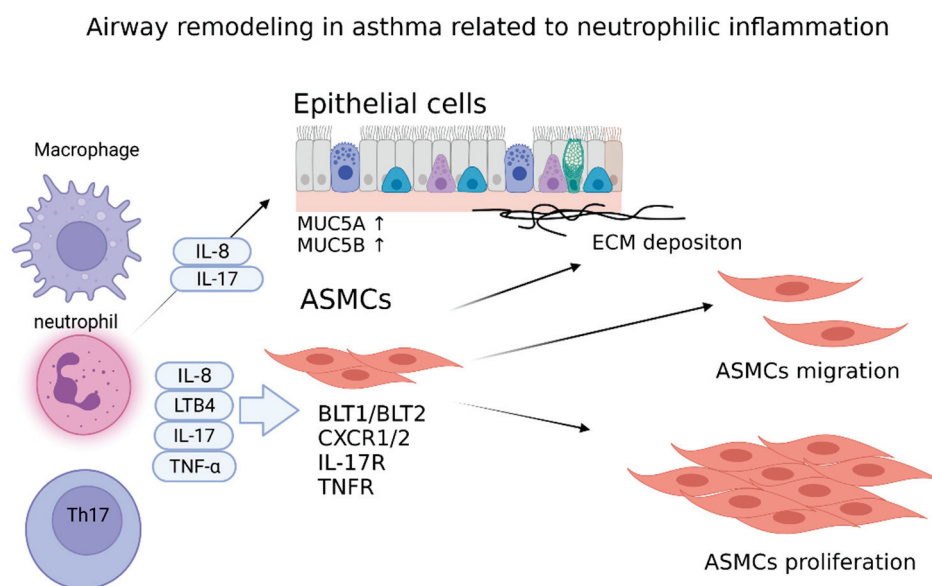 Airway remodeling in asthma related to neutrophilic inflammation
Epithelial cells
Macrophage
MUC5A ↑
MUC5B ↑
ECM depositon
IL-8
IL-17
ASMCs
neutrophil
ASMCs migration
IL-8
LTB4
IL-17
TNF-α
BLT1/BLT2
CXCR1/2
IL-17R
TNFR
Th17
ASMCs proliferation